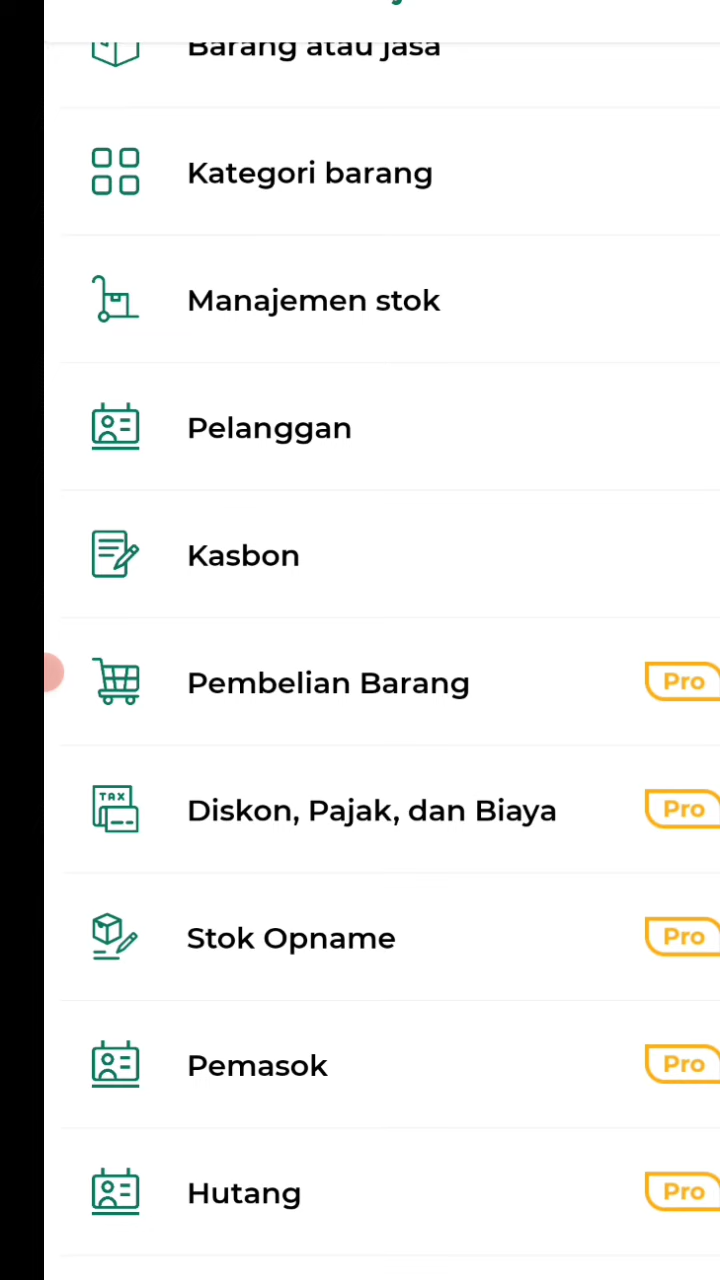 Barang atau jasa
Kategori barang
Manajemen stok
Pelanggan
Kasbon
Pembelian Barang Pro
TAX
Diskon, Pajak, dan Biaya Pro
Stok Opname Pro
Pemasok Pro
Hutang Pro